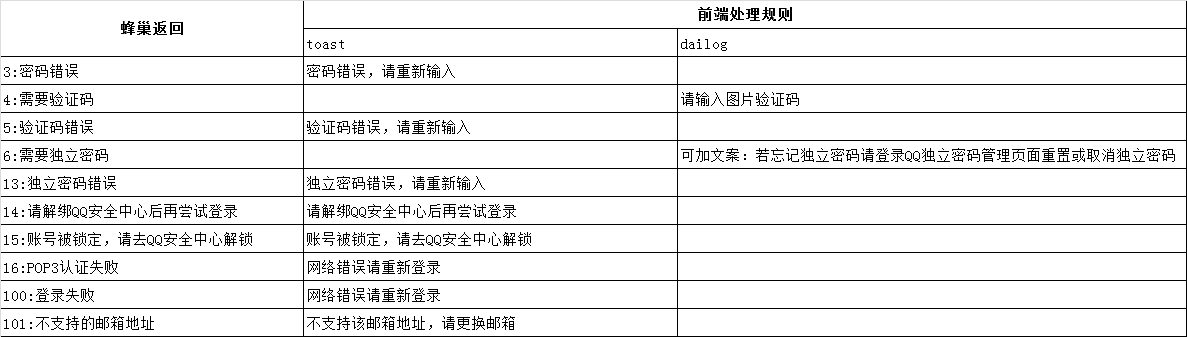 蜂巢返回
前端处理规则
toast
dailog
3:密码错误
密码错误，请重新输入
4:需要验证码
请输入图片验证码
5:验证码错误
验证码错误，请重新输入
6:需要独立密码
可加文案：若忘记独立密码请登录QQ独立密码管理页面重置或取消独立密码
13:独立密码错误
独立密码错误，请重新输入
14:请解绑QQ安全中心后再尝试登录
请解绑QQ安全中心后再尝试登录
15:账号被锁定，请去QQ安全中心解锁
账号被锁定，请去QQ安全中心解锁
16:POP3认证失败
网络错误请重新登录
100:登录失败
网络错误请重新登录
101:不支持的邮箱地址
不支持该邮箱地址，请更换邮箱